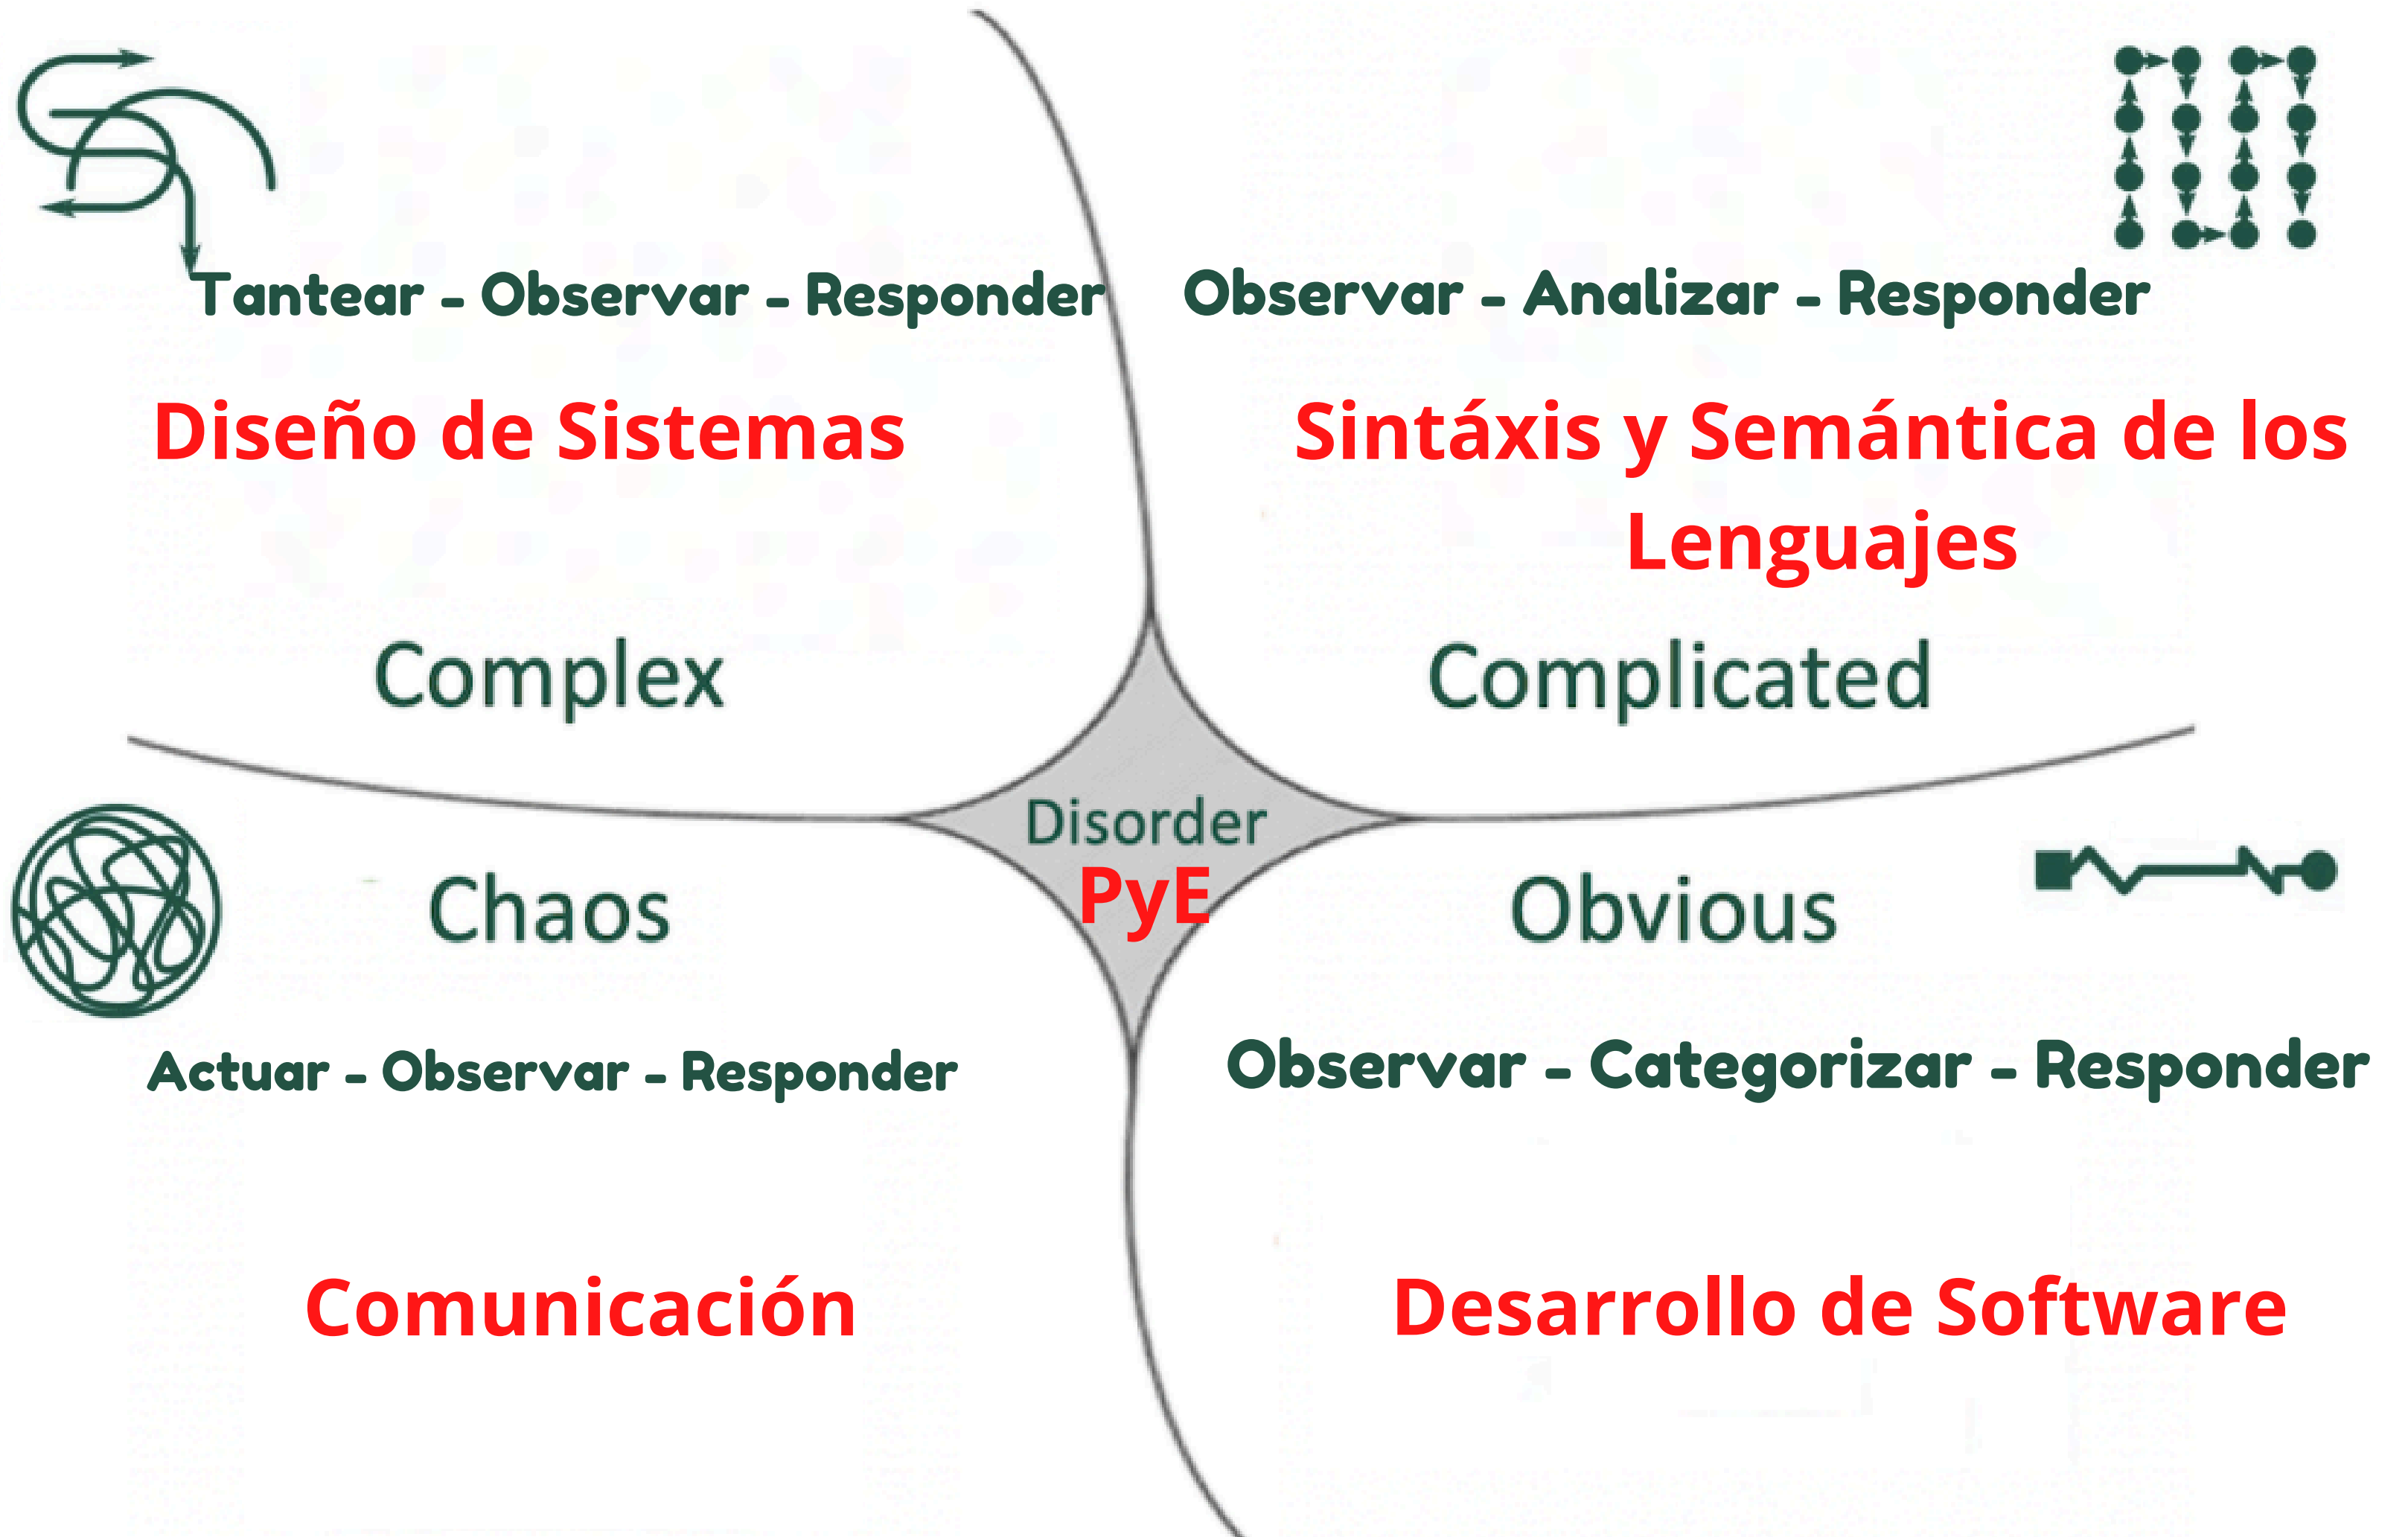 Tantear - Observar - Responder
Diseño de Sistemas
Complex
Observar - Analizar - Responder
Sintáxis y Semántica de los
Lenguajes
Complicated
Disorder
PyE
Chaos
Actuar - Observar - Responder
Comunicación
Obvious
Observar - Categorizar - Responder
Desarrollo de Software